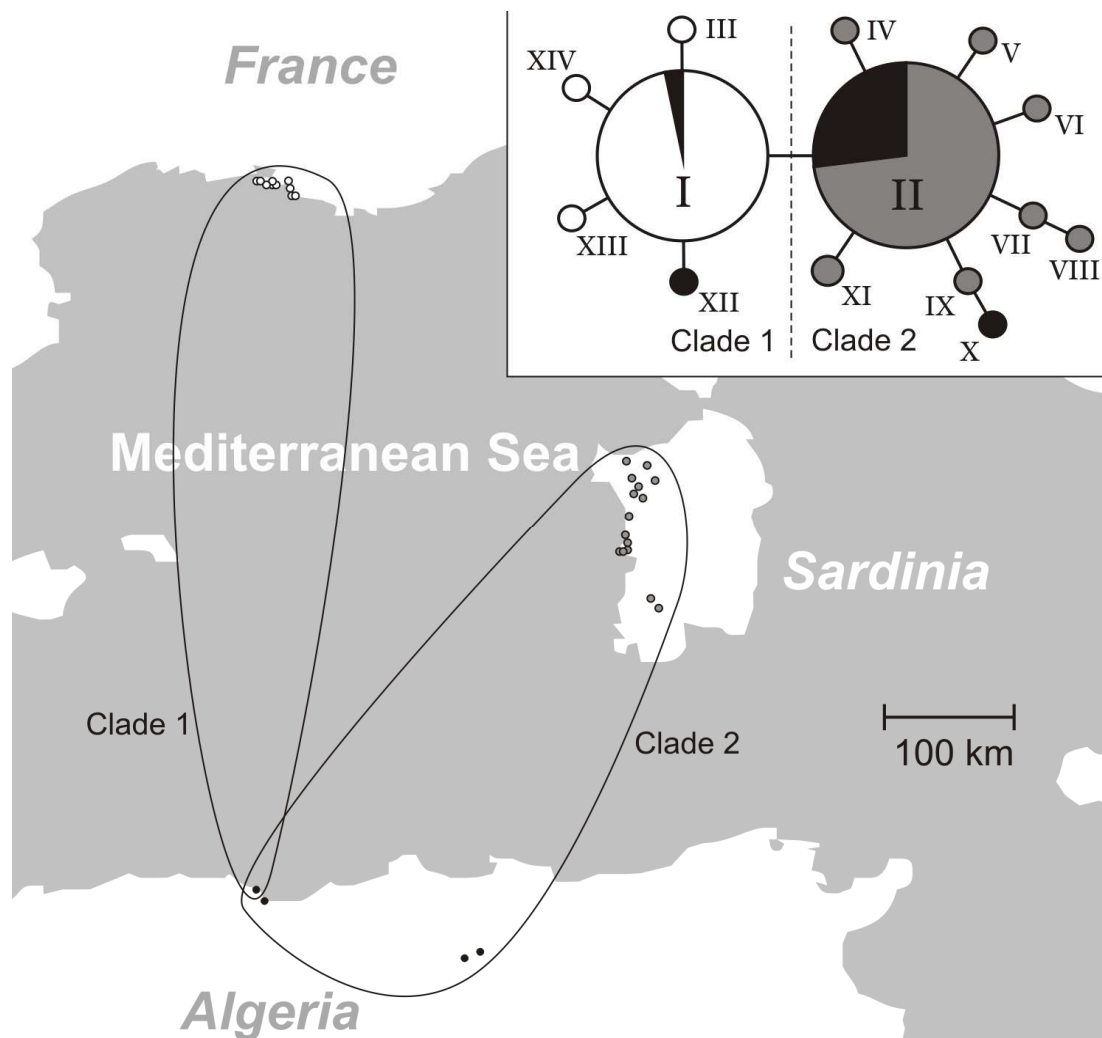 France
III
XIV
I
XIII
XII
Clade 1
IV
V
VI
II
VII
VIII
XI
IX
X
Clade 2
Mediterranean Sea
Sardinia
Clade 1
Clade 2
100 km
Algeria